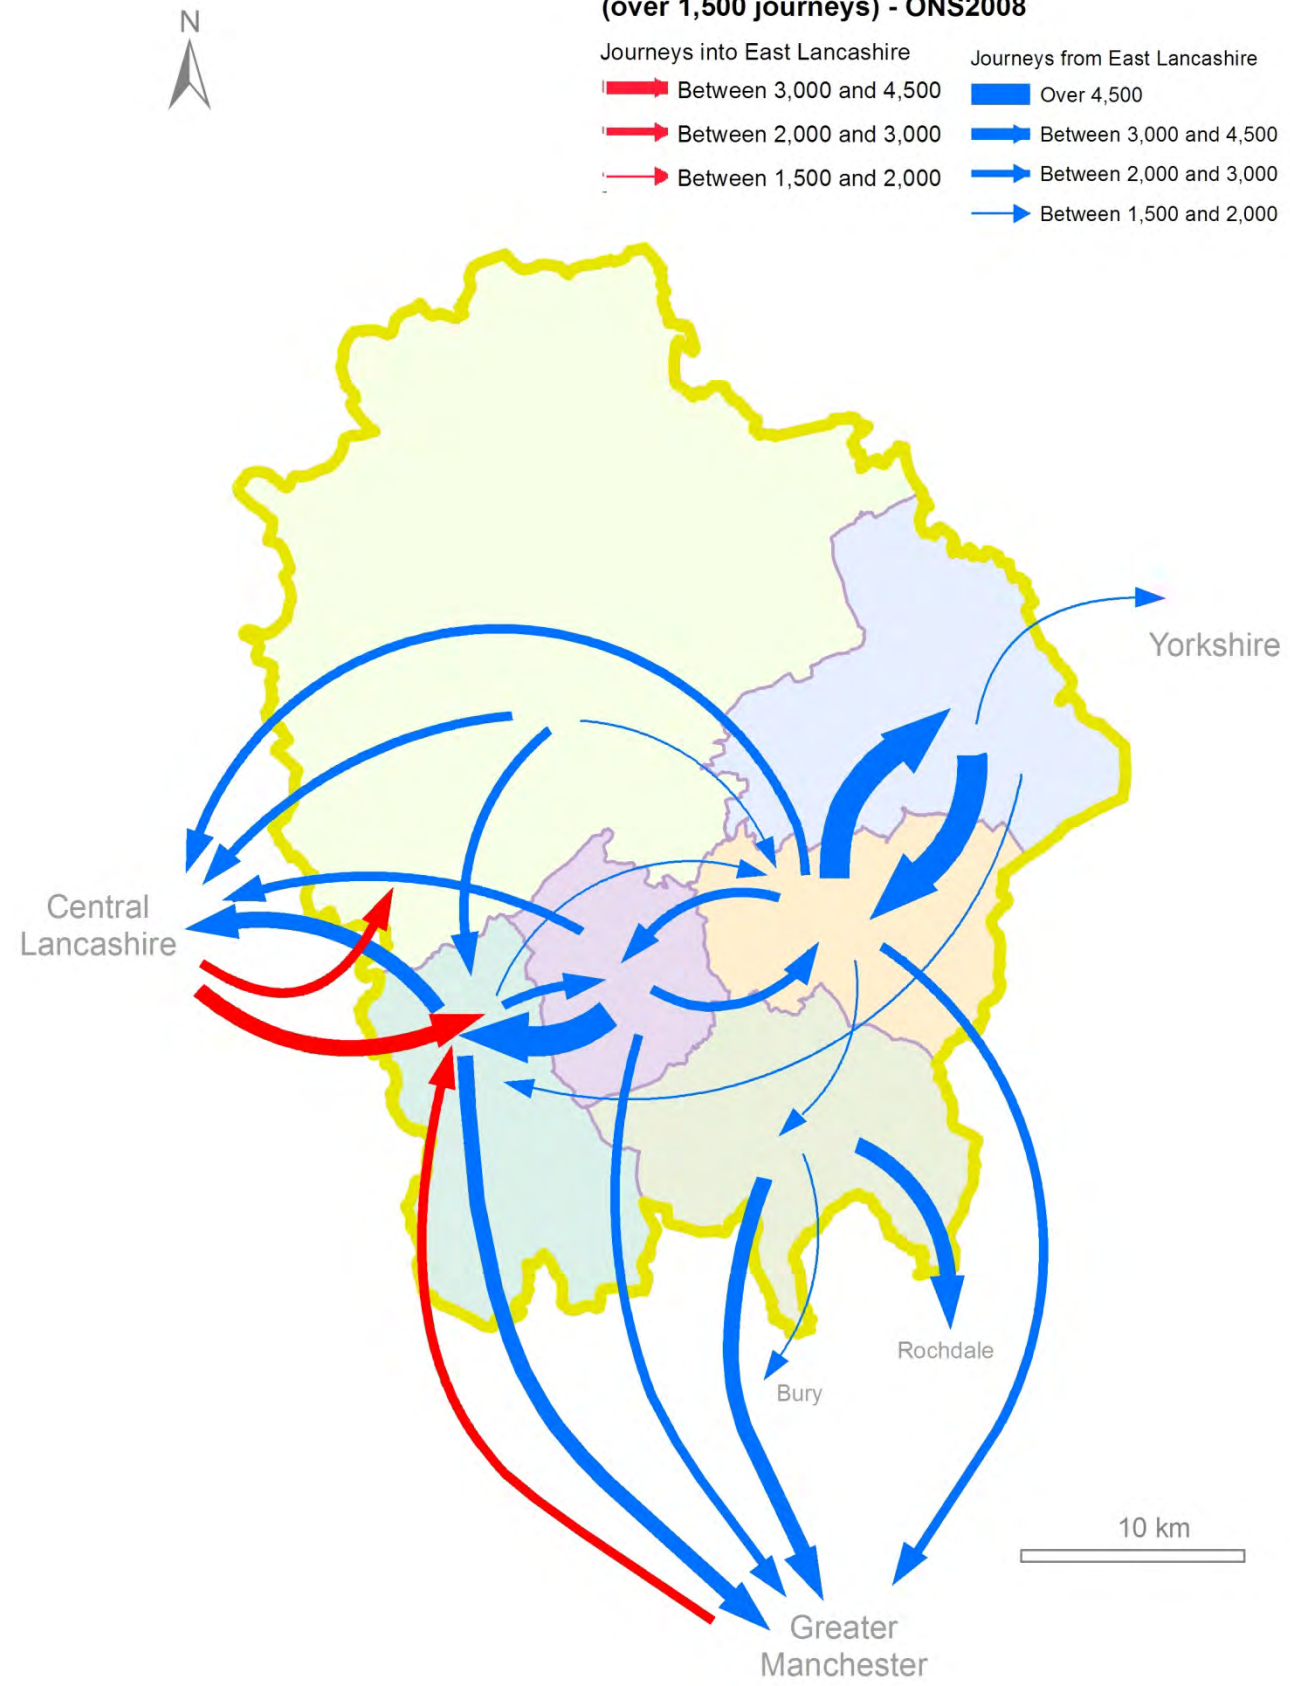 N
(over 1,500 journeys) - ONS2008
Journeys into East Lancashire
Between 3,000 and 4,500
Between 2,000 and 3,000
Between 1,500 and 2,000
Journeys from East Lancashire
Over 4,500
Between 3,000 and 4,500
Between 2,000 and 3,000
Between 1,500 and 2,000
Yorkshire
Central
Lancashire
Rochdale
Bury
10 km
Greater
Manchester